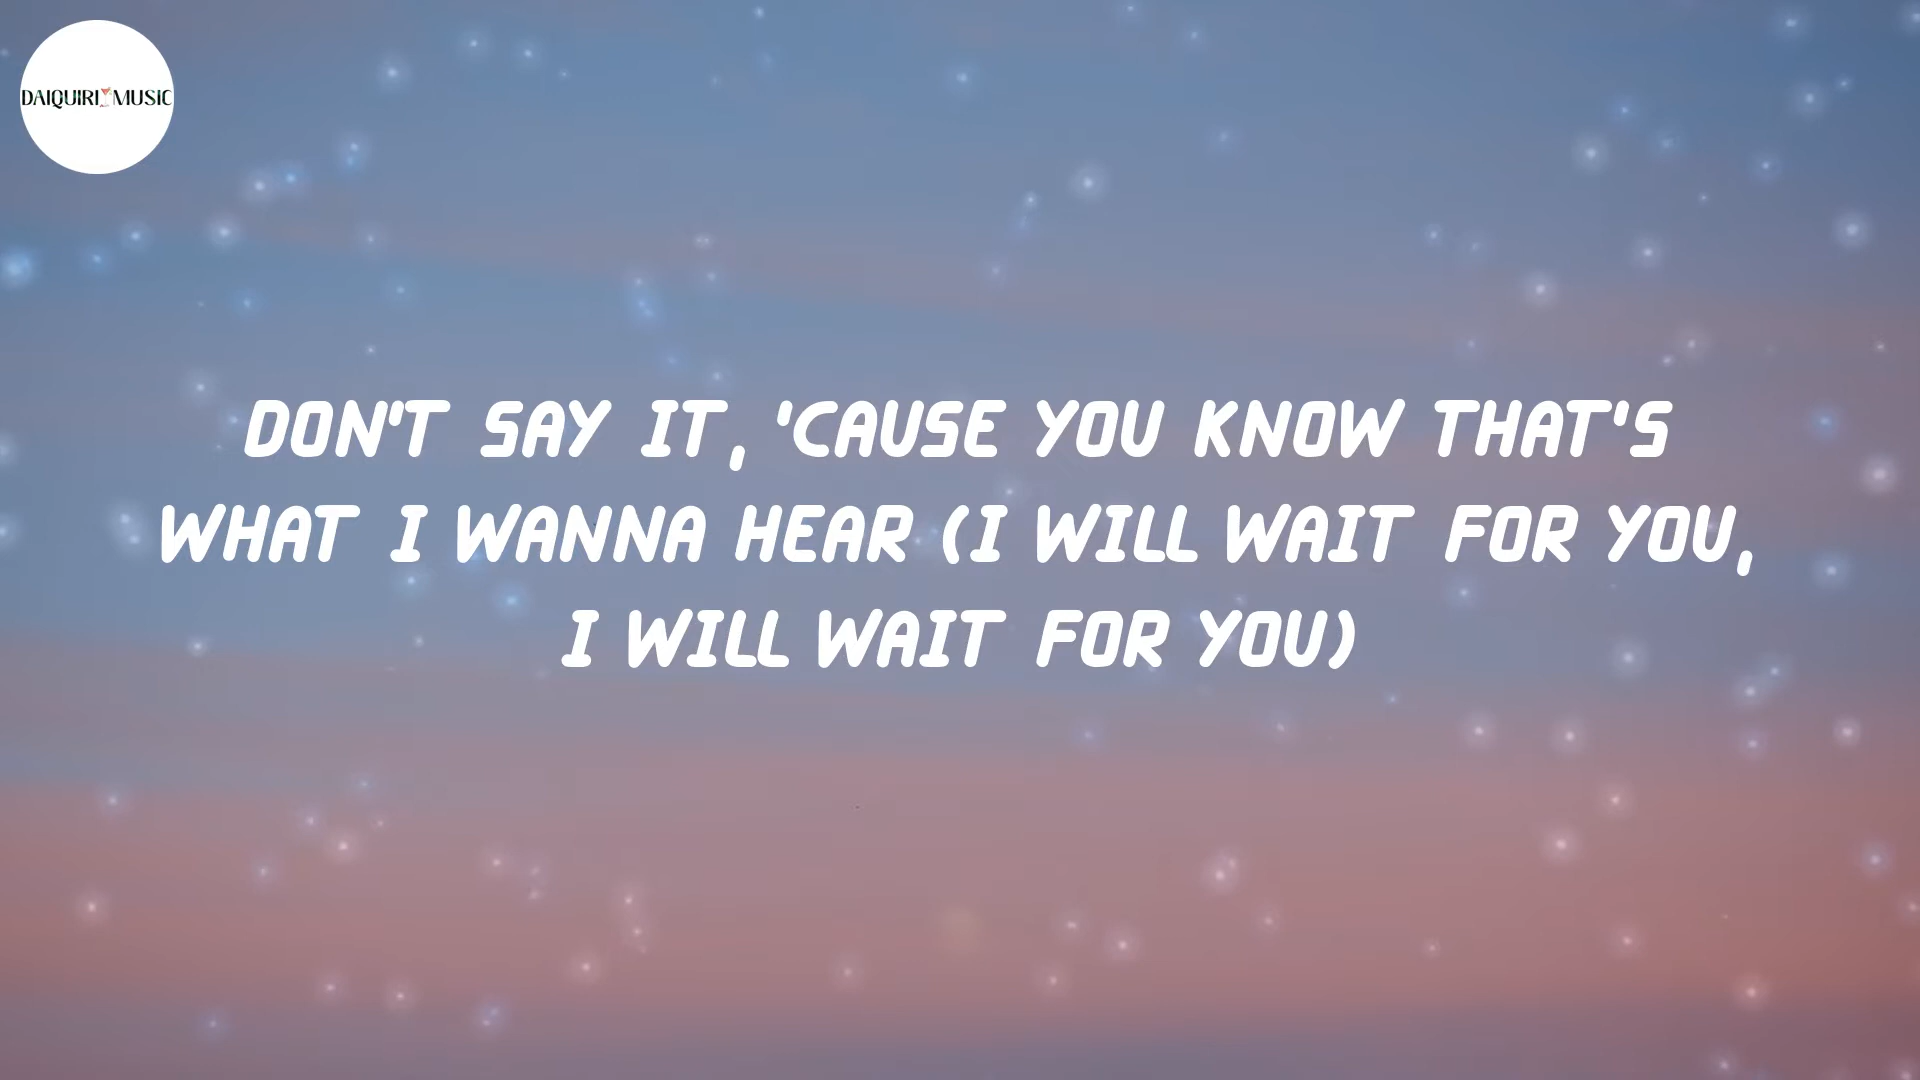 DAIQUIRI MUSIC
DON'T SAY IT, 'CAUSE YOU KNOW THAT'S
WHAT I WANNA HEAR (I WILL WAIT FOR YOU,
I WILL WAIT FOR YOU)